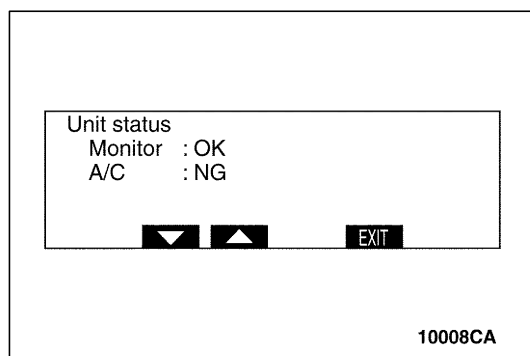 Unit status
Monitor : OK
A/C : NG
EXIT
10008CA